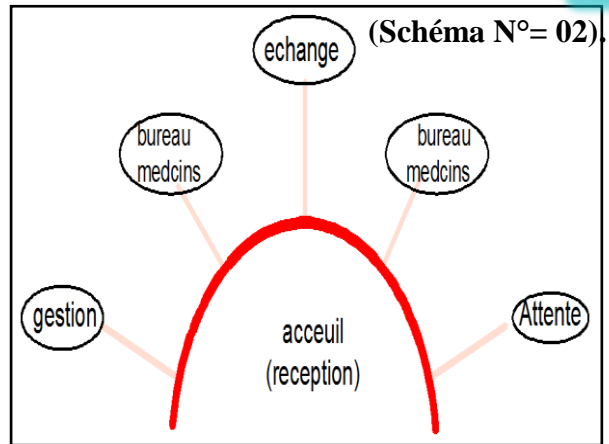 (Schéma N°= 02).
echange
bureau
medcins
bureau
medcins
gestion
Attente
acceuil
(reception)